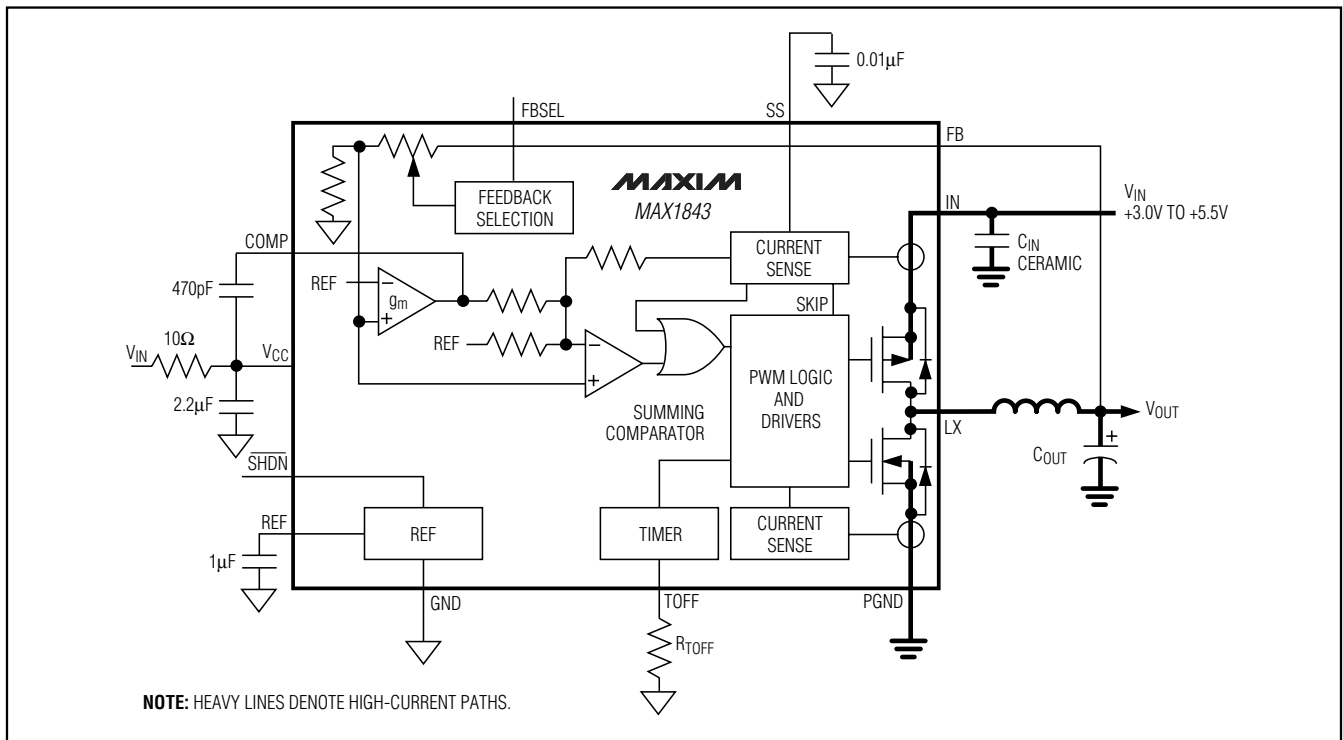 0.01μF
FBSEL
SS
FB
MAXIM
MAX1843
FEEDBACK
SELECTION
IN
VIN
+3.0V TO +5.5V
CIN
CERAMIC
COMP
CURRENT
SENSE
REF
gm
−
+
470pF
SKIP
10Ω
VIN
VCC
REF
−
+
2.2μF
PWM LOGIC
AND
DRIVERS
SUMMING
COMPARATOR
LX
VOUT
+
COUT
SHDN
REF
REF
TIMER
CURRENT
SENSE
1μF
GND
TOFF
PGND
RTOFF
NOTE: HEAVY LINES DENOTE HIGH-CURRENT PATHS.